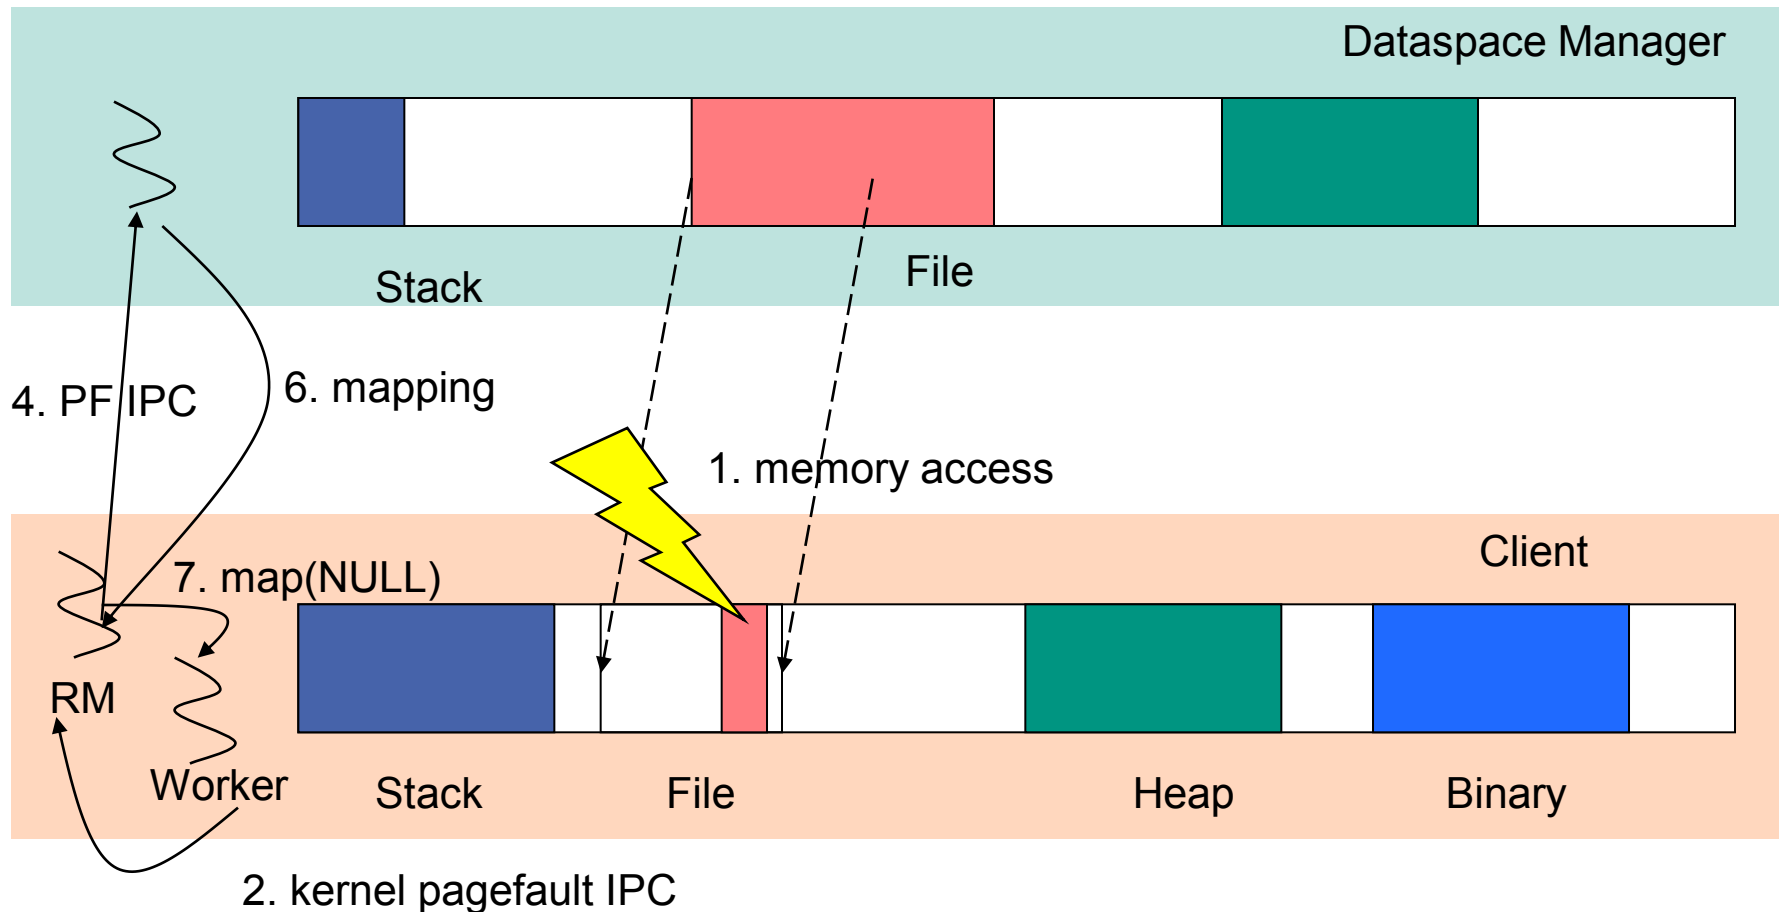 Dataspace Manager
Stack
File
4. PF IPC
6. mapping
1. memory access
Client
7. map(NULL)
RM
Worker
Stack
File
Heap
Binary
2. kernel pagefault IPC